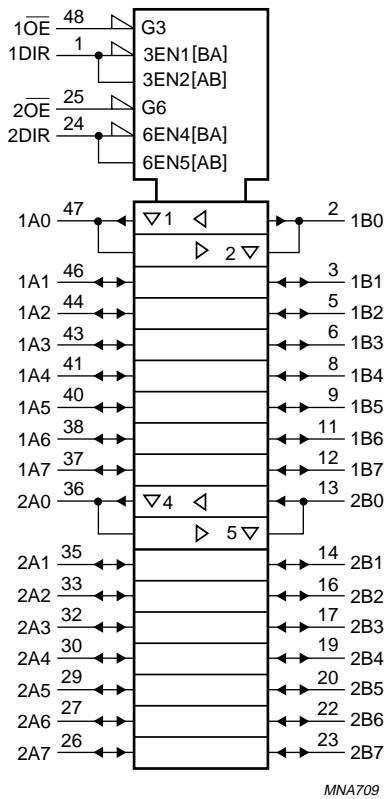 1OE 48 G3
1DIR 1 3EN1[BA]
3EN2[AB]
2OE 25 G6
2DIR 24 6EN4[BA]
6EN5[AB]
1A0 47 ▽1 ◁ 2 1B0
▷ 2▽
1A1 46 3 1B1
1A2 44 5 1B2
1A3 43 6 1B3
1A4 41 8 1B4
1A5 40 9 1B5
1A6 38 11 1B6
1A7 37 12 1B7
2A0 36 ▽4 ◁ 13 2B0
▷ 5▽
2A1 35 14 2B1
2A2 33 16 2B2
2A3 32 17 2B3
2A4 30 19 2B4
2A5 29 20 2B5
2A6 27 22 2B6
2A7 26 23 2B7
MNA709